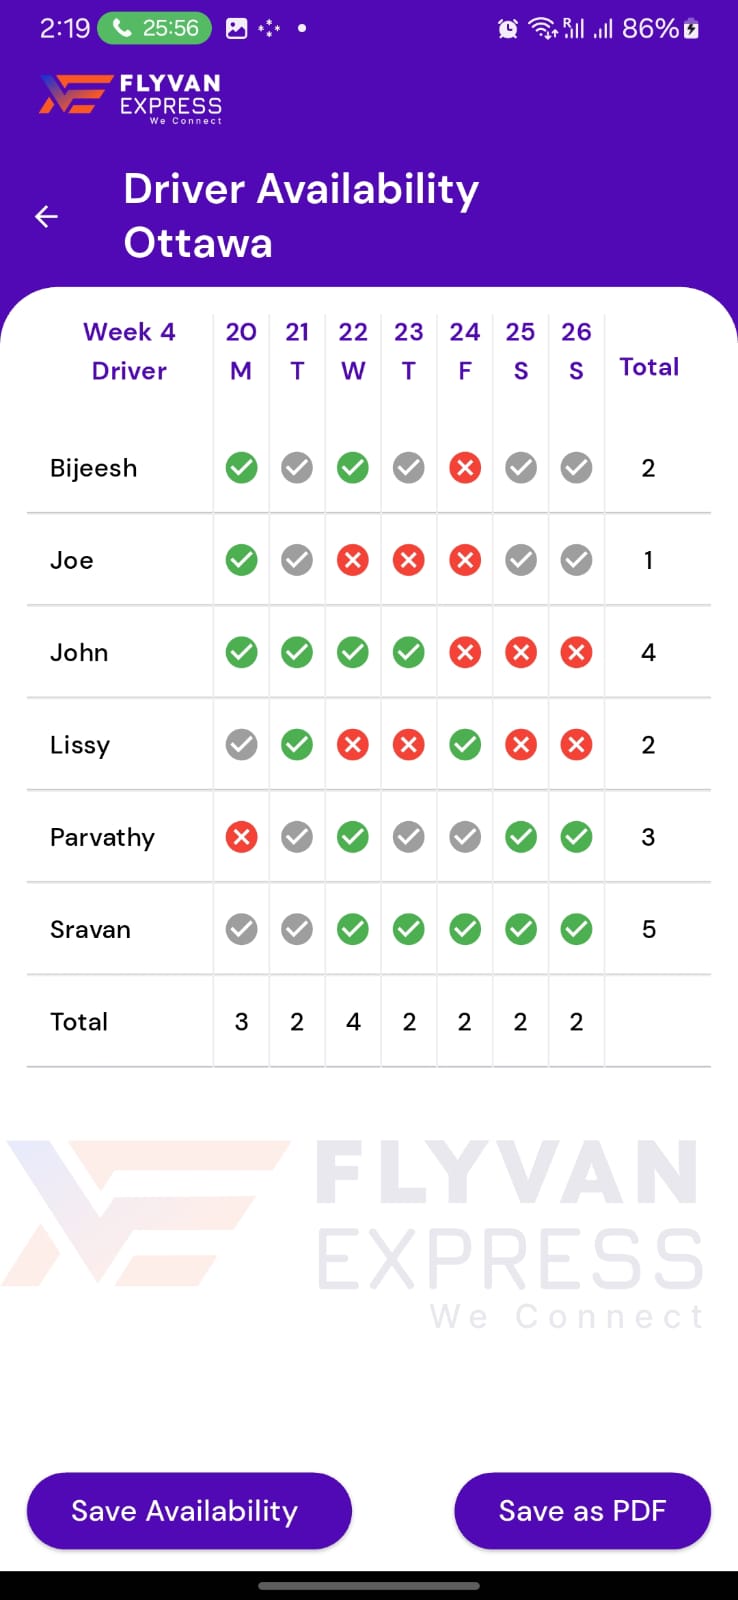 2:19 25:56 86%
FLYVAN
EXPRESS
We Connect
Driver Availability
Ottawa
Week 4 20 21 22 23 24 25 26
Driver M T W T F S S Total
Bijeesh 2
Joe 1
John 4
Lissy 2
Parvathy 3
Sravan 5
Total 3 2 4 2 2 2 2
FLYVAN
EXPRESS
We Connect
Save Availability Save as PDF